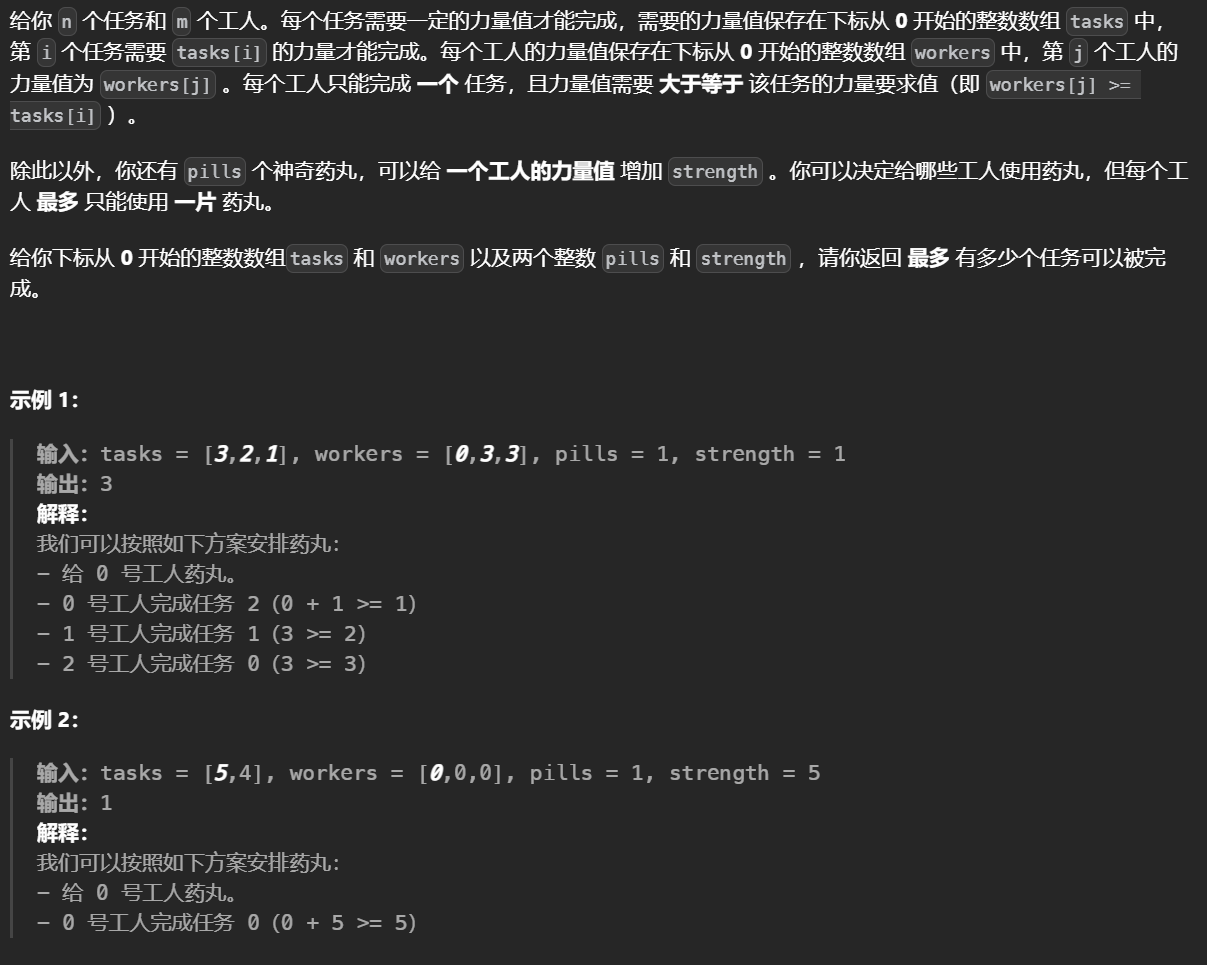 给你 n 个任务和 m 个工人。每个任务需要一定的力量值才能完成，需要的力量值保存在下标从 0 开始的整数数组 tasks 中，
第 i 个任务需要 tasks[i] 的力量才能完成。每个工人的力量值保存在下标从 0 开始的整数数组 workers 中，第 j 个工人的
力量值为 workers[j] 。每个工人只能完成 一个 任务，且力量值需要 大于等于 该任务的力量要求值（即 workers[j] >=
tasks[i] ）。
除此以外，你还有 pills 个神奇药丸，可以给 一个工人的力量值 增加 strength 。你可以决定给哪些工人使用药丸，但每个工
人 最多 只能使用 一片 药丸。
给你下标从 0 开始的整数数组tasks 和 workers 以及两个整数 pills 和 strength ，请你返回 最多 有多少个任务可以被完
成。
示例 1：
输入：tasks = [3,2,1], workers = [0,3,3], pills = 1, strength = 1
输出：3
解释：
我们可以按照如下方案安排药丸：
- 给 0 号工人药丸。
- 0 号工人完成任务 2（0 + 1 >= 1）
- 1 号工人完成任务 1（3 >= 2）
- 2 号工人完成任务 0（3 >= 3）
示例 2：
输入：tasks = [5,4], workers = [0,0,0], pills = 1, strength = 5
输出：1
解释：
我们可以按照如下方案安排药丸：
- 给 0 号工人药丸。
- 0 号工人完成任务 0（0 + 5 >= 5）